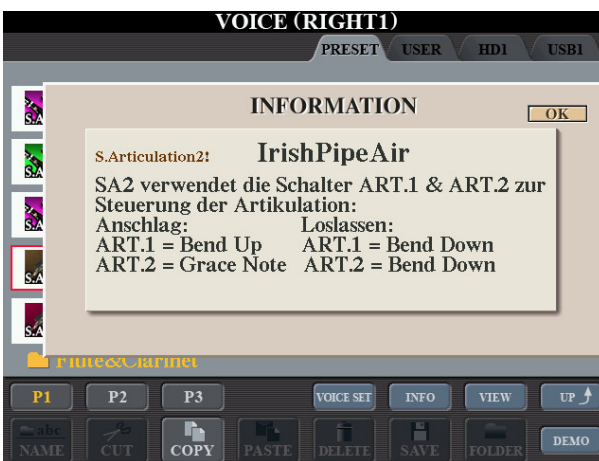 VOICE (RIGHT1)
PRESET USER HD1 USB1
INFORMATION
OK
S.Articulation2! IrishPipeAir
SA2 verwendet die Schalter ART.1 & ART.2 zur
Steuerung der Artikulation:
Anschlag: Loslassen:
ART.1 = Bend Up ART.1 = Bend Down
ART.2 = Grace Note ART.2 = Bend Down
Flute&Clarinet
P1 P2 P3 VOICE SET INFO VIEW UP
abc
NAME CUT COPY PASTE DELETE SAVE FOLDER DEMO